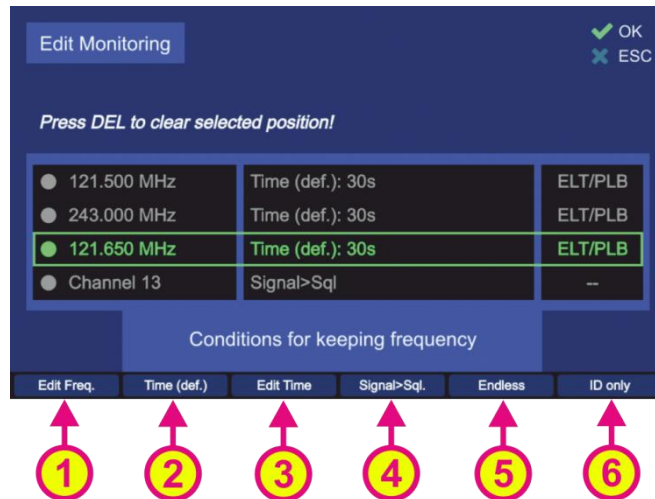 Edit Monitoring
OK
ESC
Press DEL to clear selected position!
121.500 MHz Time (def.): 30s ELT/PLB
243.000 MHz Time (def.): 30s ELT/PLB
121.650 MHz Time (def.): 30s ELT/PLB
Channel 13 Signal>Sql --
Conditions for keeping frequency
Edit Freq. Time (def.) Edit Time Signal>Sql. Endless ID only
1 2 3 4 5 6